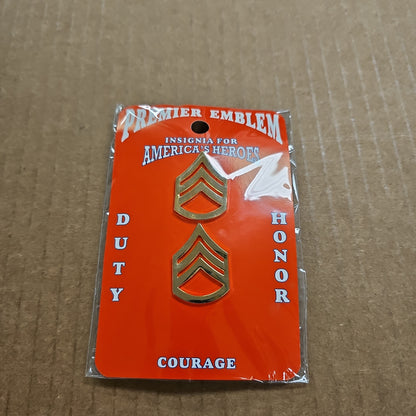 PREMIER EMBLEM
INSIGNIA FOR
AMERICA'S HEROES
DUTY
HONOR
COURAGE